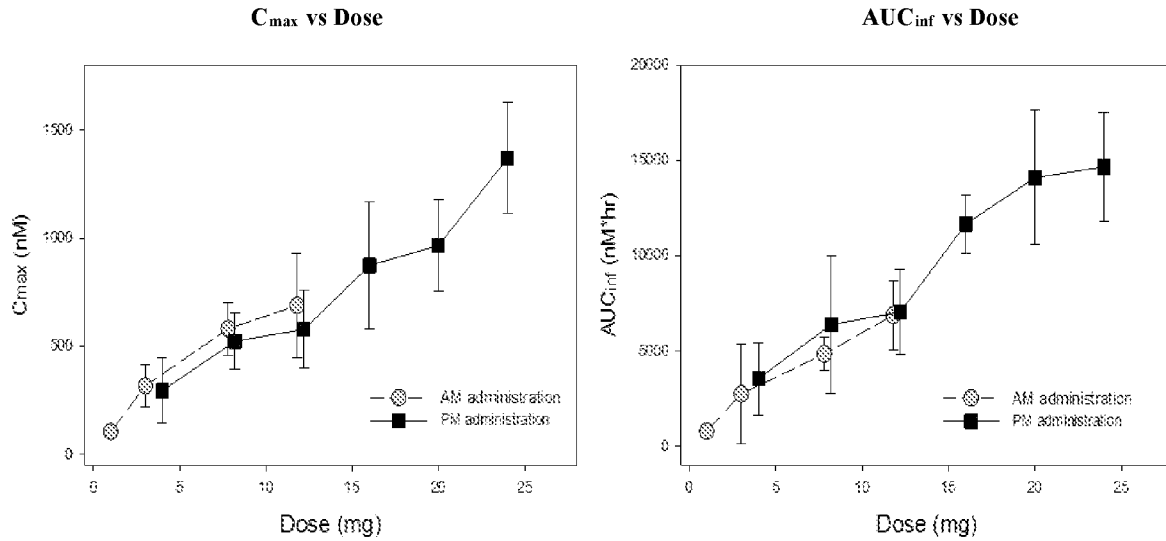 Cmax vs Dose
1500
1000
500
0
Cmax (nM)
0 5 10 15 20 25
Dose (mg)
AM administration
PM administration
AUCinf vs Dose
20000
15000
10000
5000
0
AUCinf (nM*hr)
0 5 10 15 20 25
Dose (mg)
AM administration
PM administration